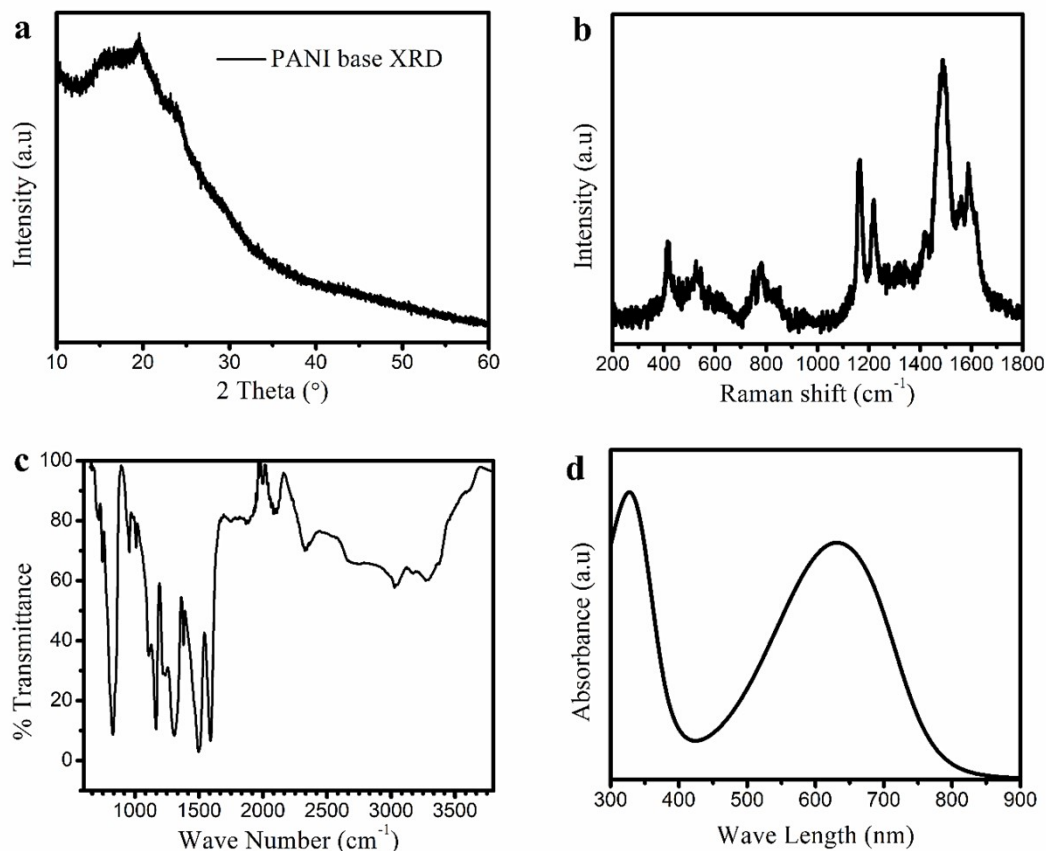 a
PANI base XRD
Intensity (a.u)
10 20 30 40 50 60
2 Theta (°)
b
Intensity (a.u)
200 400 600 800 1000 1200 1400 1600 1800
Raman shift (cm-1)
c
100
80
60
40
20
0
% Transmittance
1000 1500 2000 2500 3000 3500
Wave Number (cm-1)
d
Absorbance (a.u)
300 400 500 600 700 800 900
Wave Length (nm)